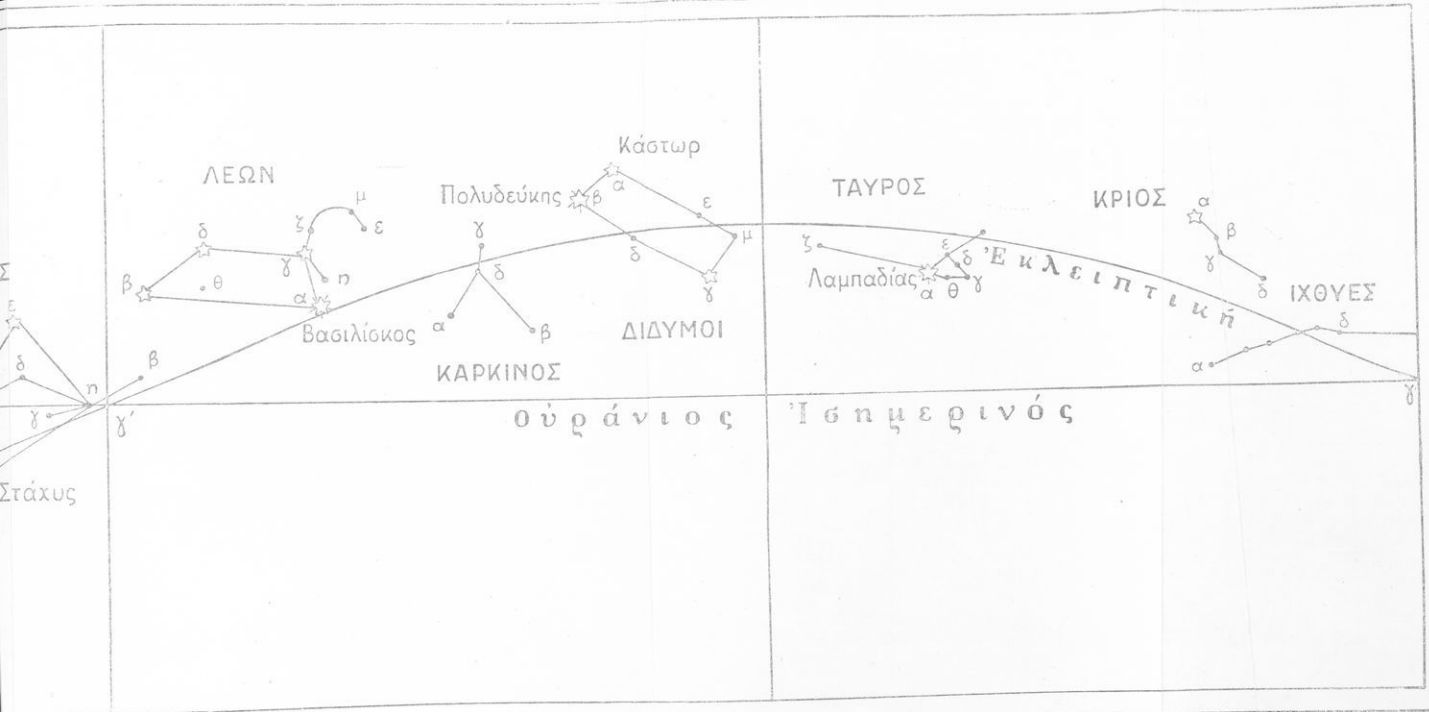 Κάστωρ
ΛΕΩΝ
Πολυδεύκης
ΤΑΥΡΟΣ
ΚΡΙΟΣ
μ
ζ
ε
δ
γ
η
β
θ
α
Βασιλίσκος
γ
δ
α
β
ΚΑΡΚΙΝΟΣ
β
α
ε
μ
δ
γ
ΔΙΔΥΜΟΙ
ζ
ε
δ
Λαμπαδίας
α θ γ
Ἐκλειπτική
α
β
γ
δ
ΙΧΘΥΕΣ
δ
α
γ
Σ
ε
δ
β
η
γ
γ'
Οὐράνιος Ἰσημερινός
Στάχυς